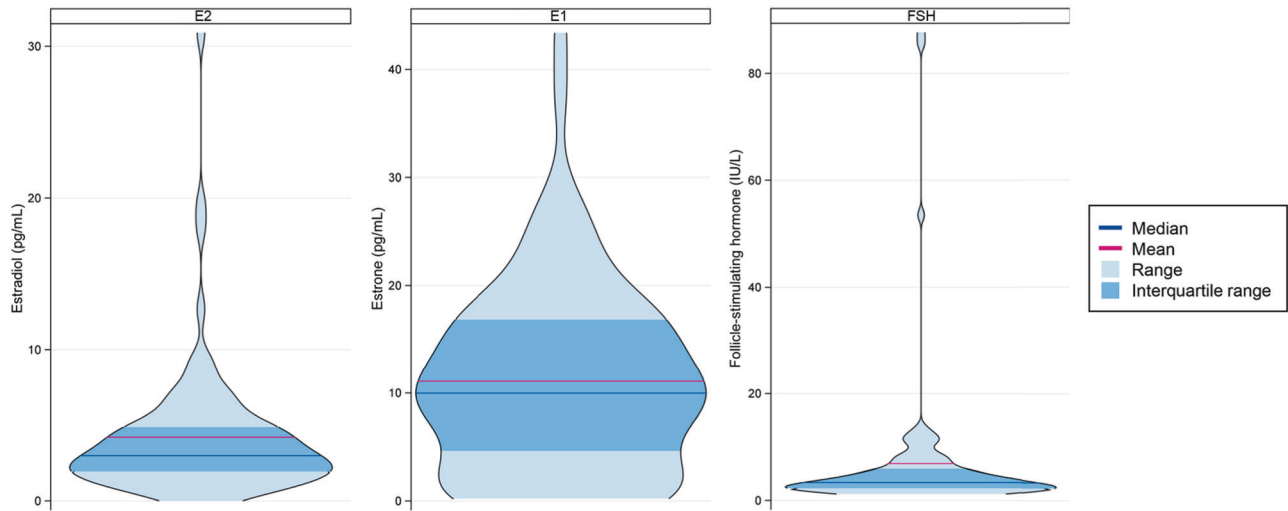 E2
Estradiol (pg/mL)
30
20
10
0
E1
Estrone (pg/mL)
40
30
20
10
0
FSH
Follicle-stimulating hormone (IU/L)
80
60
40
20
0
Median
Mean
Range
Interquartile range